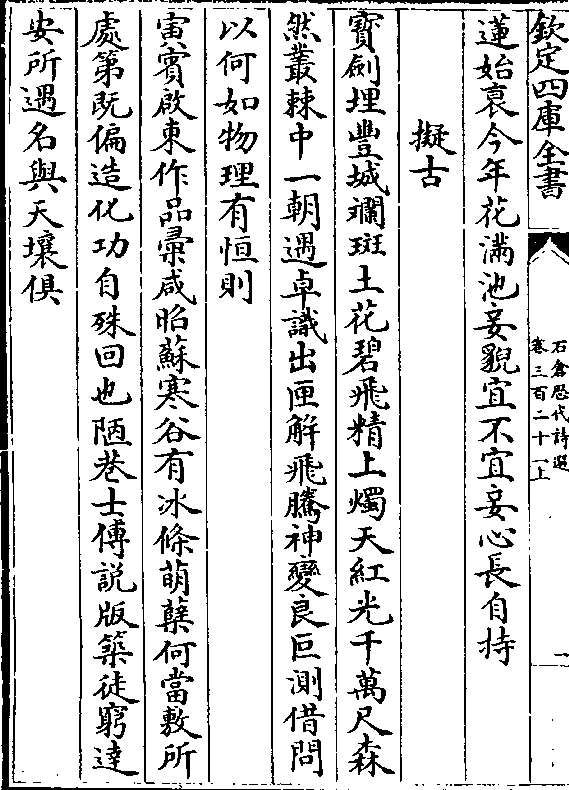 欽定四庫全書
石倉歷代詩選
卷三百二十一上
一
蓮始裛今年花滿池妾貌宜不宜妾心長自持
擬古
寳劍埋豐城斕斑土花碧飛精上燭天紅光千萬尺森
然叢棘中一朝遇卓識出匣解飛騰神變良叵測借問
以何如物理有恒則
寅賓啟東作品彚咸昭蘇寒谷有冰條萌蘖何當敷所
處第既偏造化功自殊回也陋巷士傅説版築徒窮達
安所遇名與天壤俱